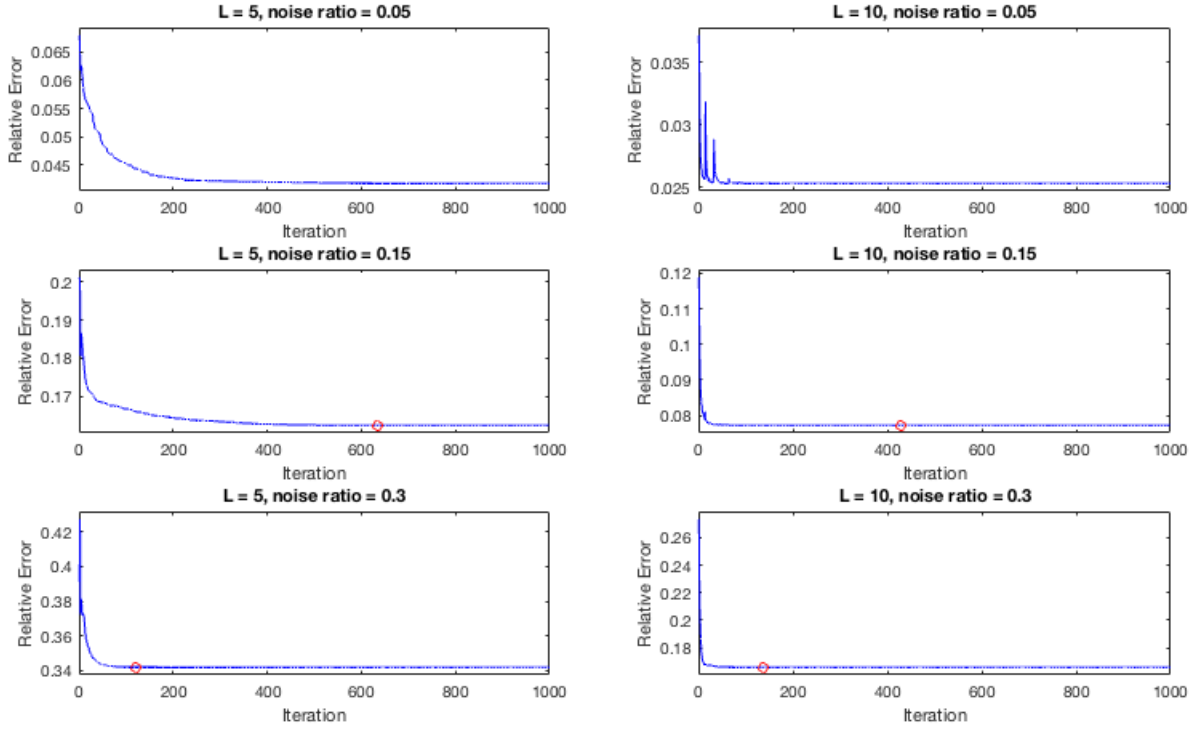 L = 5, noise ratio = 0.05
Relative Error
0.065
0.06
0.055
0.05
0.045
0 200 400 600 800 1000
Iteration
L = 10, noise ratio = 0.05
Relative Error
0.035
0.03
0.025
0 200 400 600 800 1000
Iteration
L = 5, noise ratio = 0.15
Relative Error
0.2
0.19
0.18
0.17
0 200 400 600 800 1000
Iteration
L = 10, noise ratio = 0.15
Relative Error
0.12
0.11
0.1
0.09
0.08
0 200 400 600 800 1000
Iteration
L = 5, noise ratio = 0.3
Relative Error
0.42
0.4
0.38
0.36
0.34
0 200 400 600 800 1000
Iteration
L = 10, noise ratio = 0.3
Relative Error
0.26
0.24
0.22
0.2
0.18
0 200 400 600 800 1000
Iteration